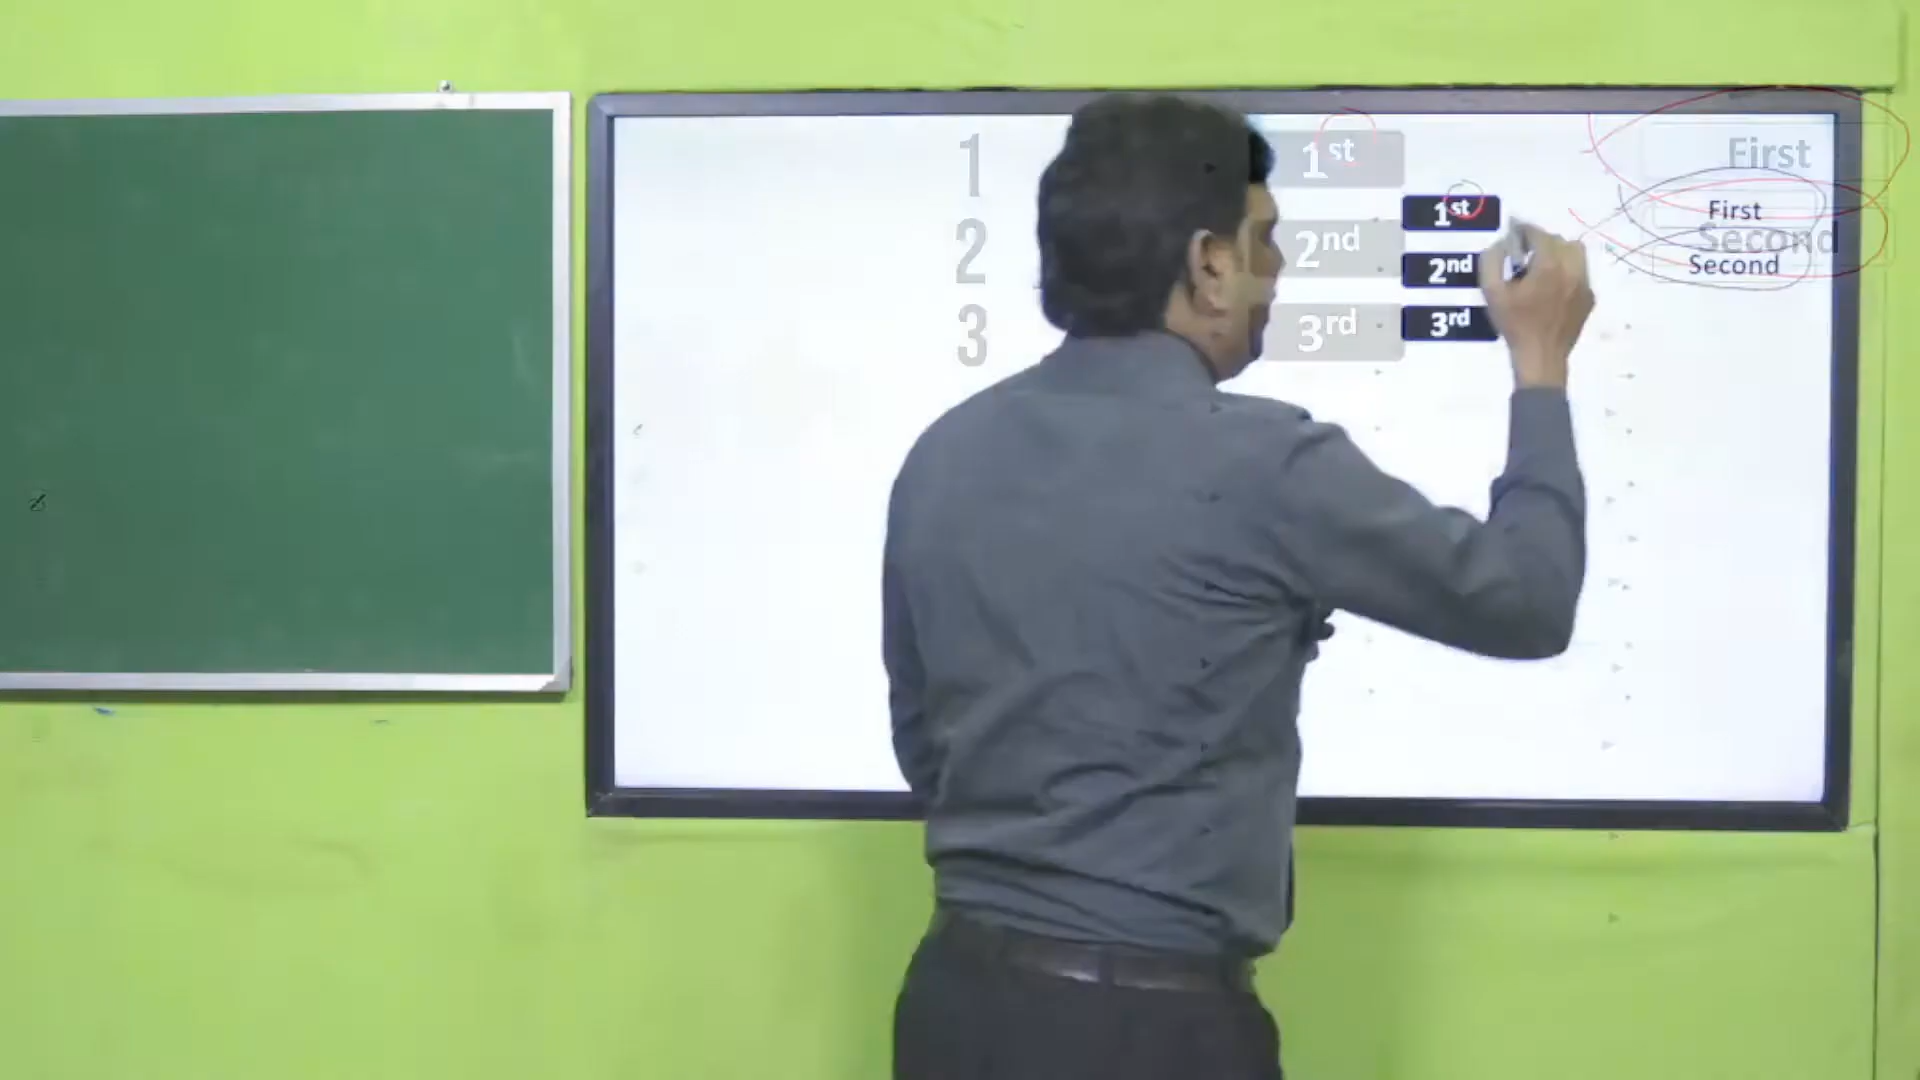 1 1st First
1st First
2 2nd Second
2nd Second
3 3rd
3rd